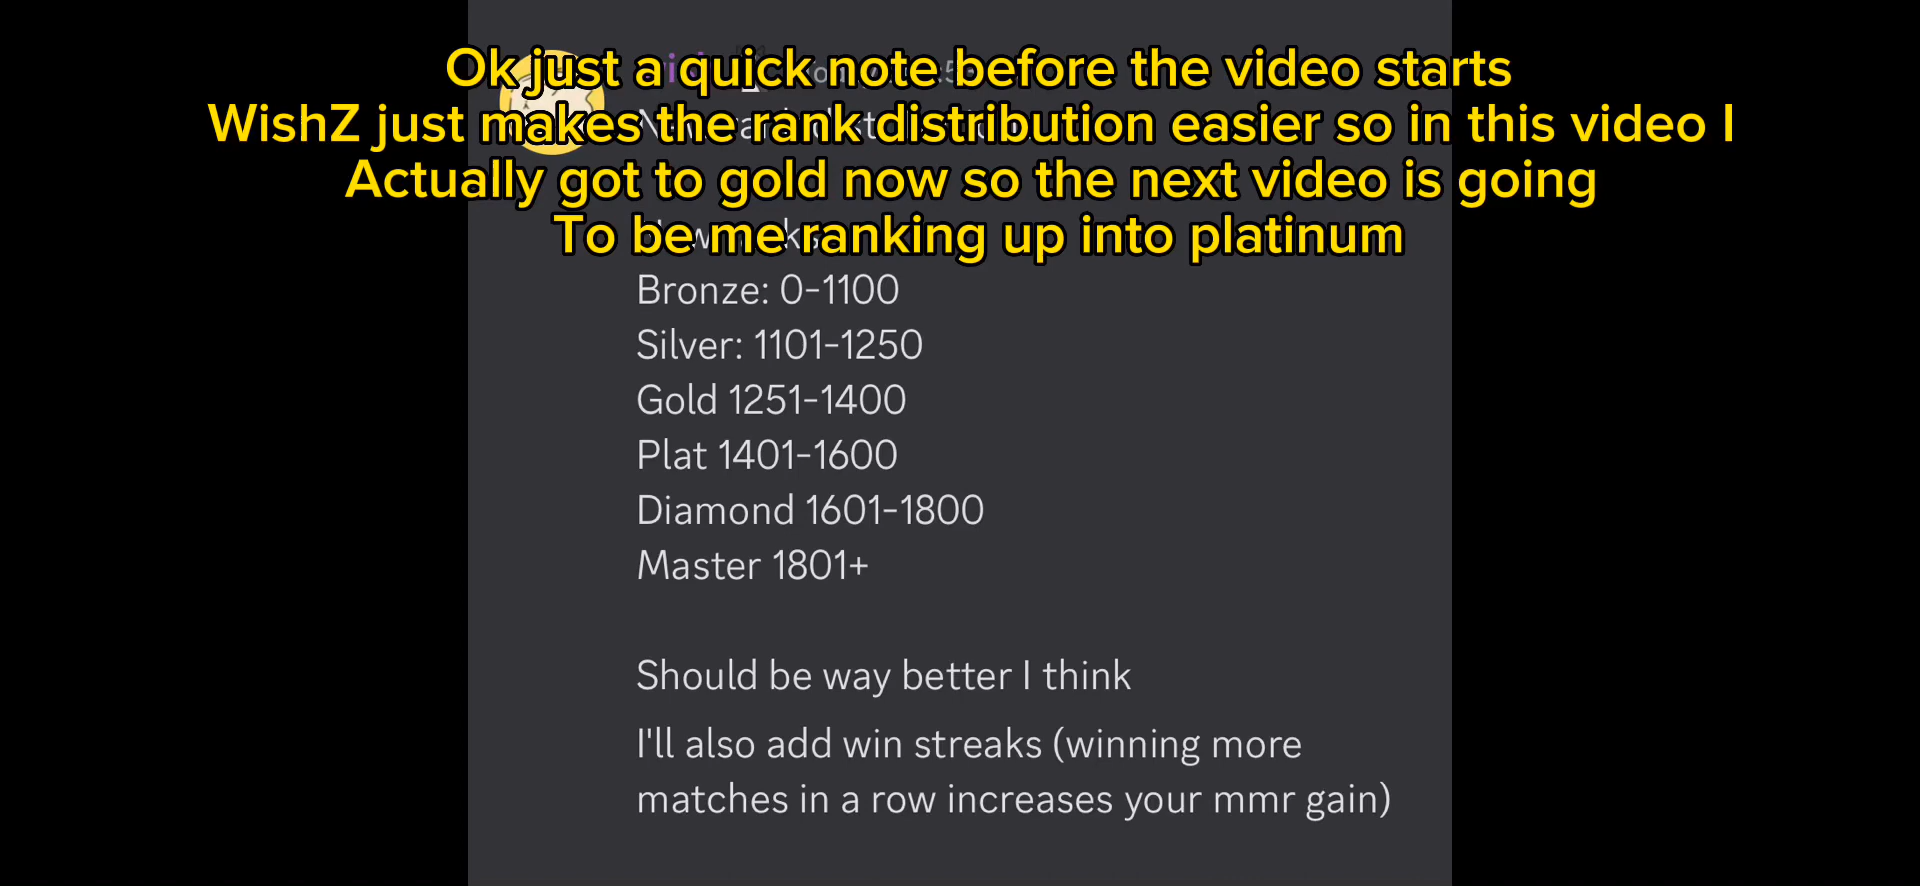 Ok just a quick note before the video starts
WishZ just makes the rank distribution easier so in this video I
Actually got to gold now so the next video is going
To be me ranking up into platinum
Bronze: 0-1100
Silver: 1101-1250
Gold 1251-1400
Plat 1401-1600
Diamond 1601-1800
Master 1801+
Should be way better I think
I'll also add win streaks (winning more
matches in a row increases your mmr gain)